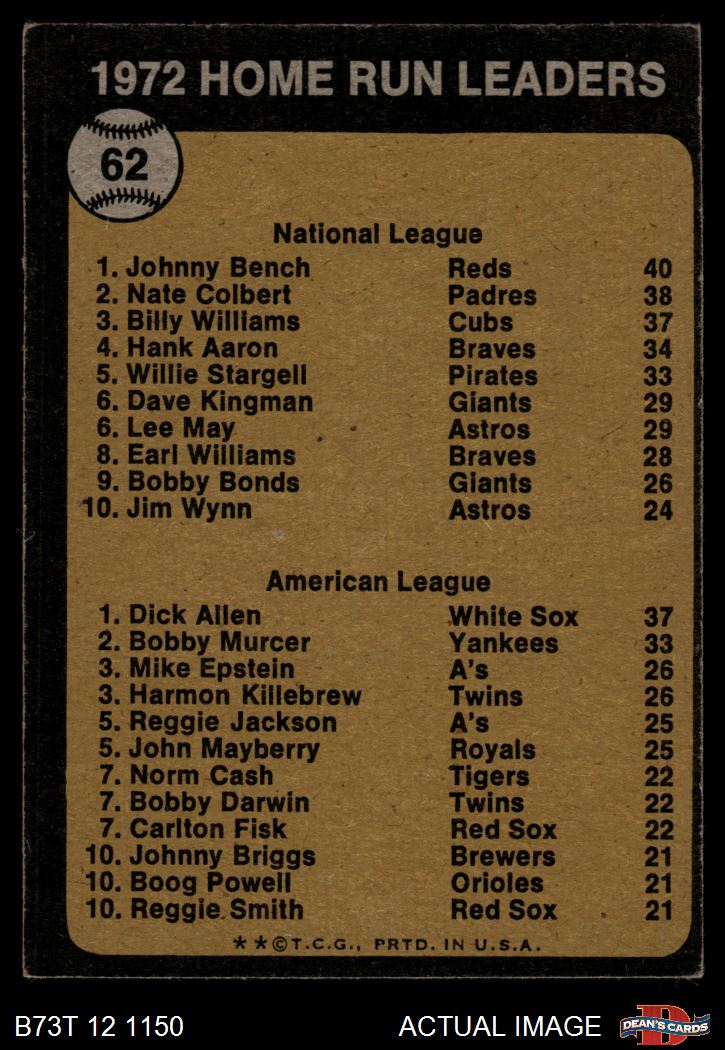 1972 HOME RUN LEADERS
62
National League
1. Johnny Bench Reds 40
2. Nate Colbert Padres 38
3. Billy Williams Cubs 37
4. Hank Aaron Braves 34
5. Willie Stargell Pirates 33
6. Dave Kingman Giants 29
6. Lee May Astros 29
8. Earl Williams Braves 28
9. Bobby Bonds Giants 26
10. Jim Wynn Astros 24
American League
1. Dick Allen White Sox 37
2. Bobby Murcer Yankees 33
3. Mike Epstein A's 26
3. Harmon Killebrew Twins 26
5. Reggie Jackson A's 25
5. John Mayberry Royals 25
7. Norm Cash Tigers 22
7. Bobby Darwin Twins 22
7. Carlton Fisk Red Sox 22
10. Johnny Briggs Brewers 21
10. Boog Powell Orioles 21
10. Reggie Smith Red Sox 21
* * © T.C.G., PRTD. IN U.S.A.
B73T 12 1150 ACTUAL IMAGE D DEAN'S CARDS